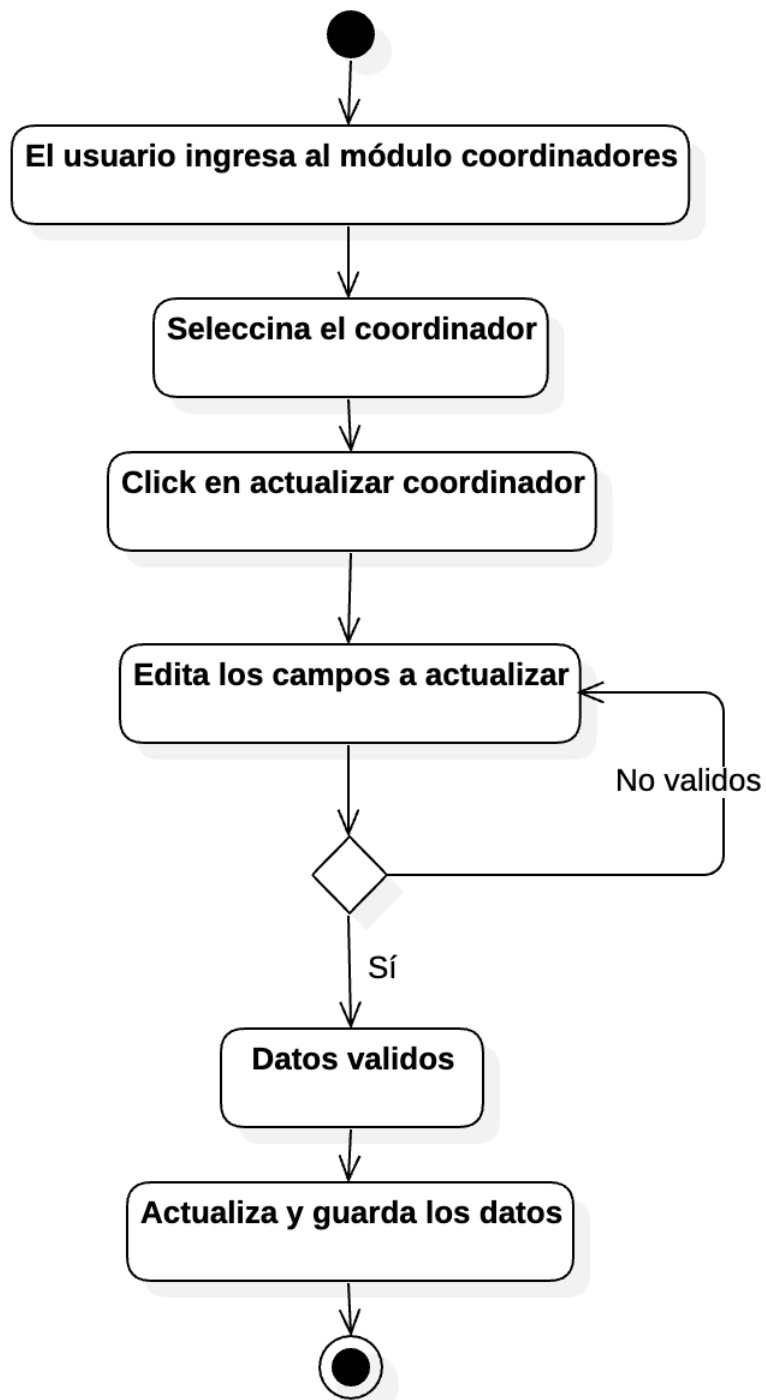 El usuario ingresa al módulo coordinadores
Seleccina el coordinador
Click en actualizar coordinador
Edita los campos a actualizar
No validos
Sí
Datos validos
Actualiza y guarda los datos